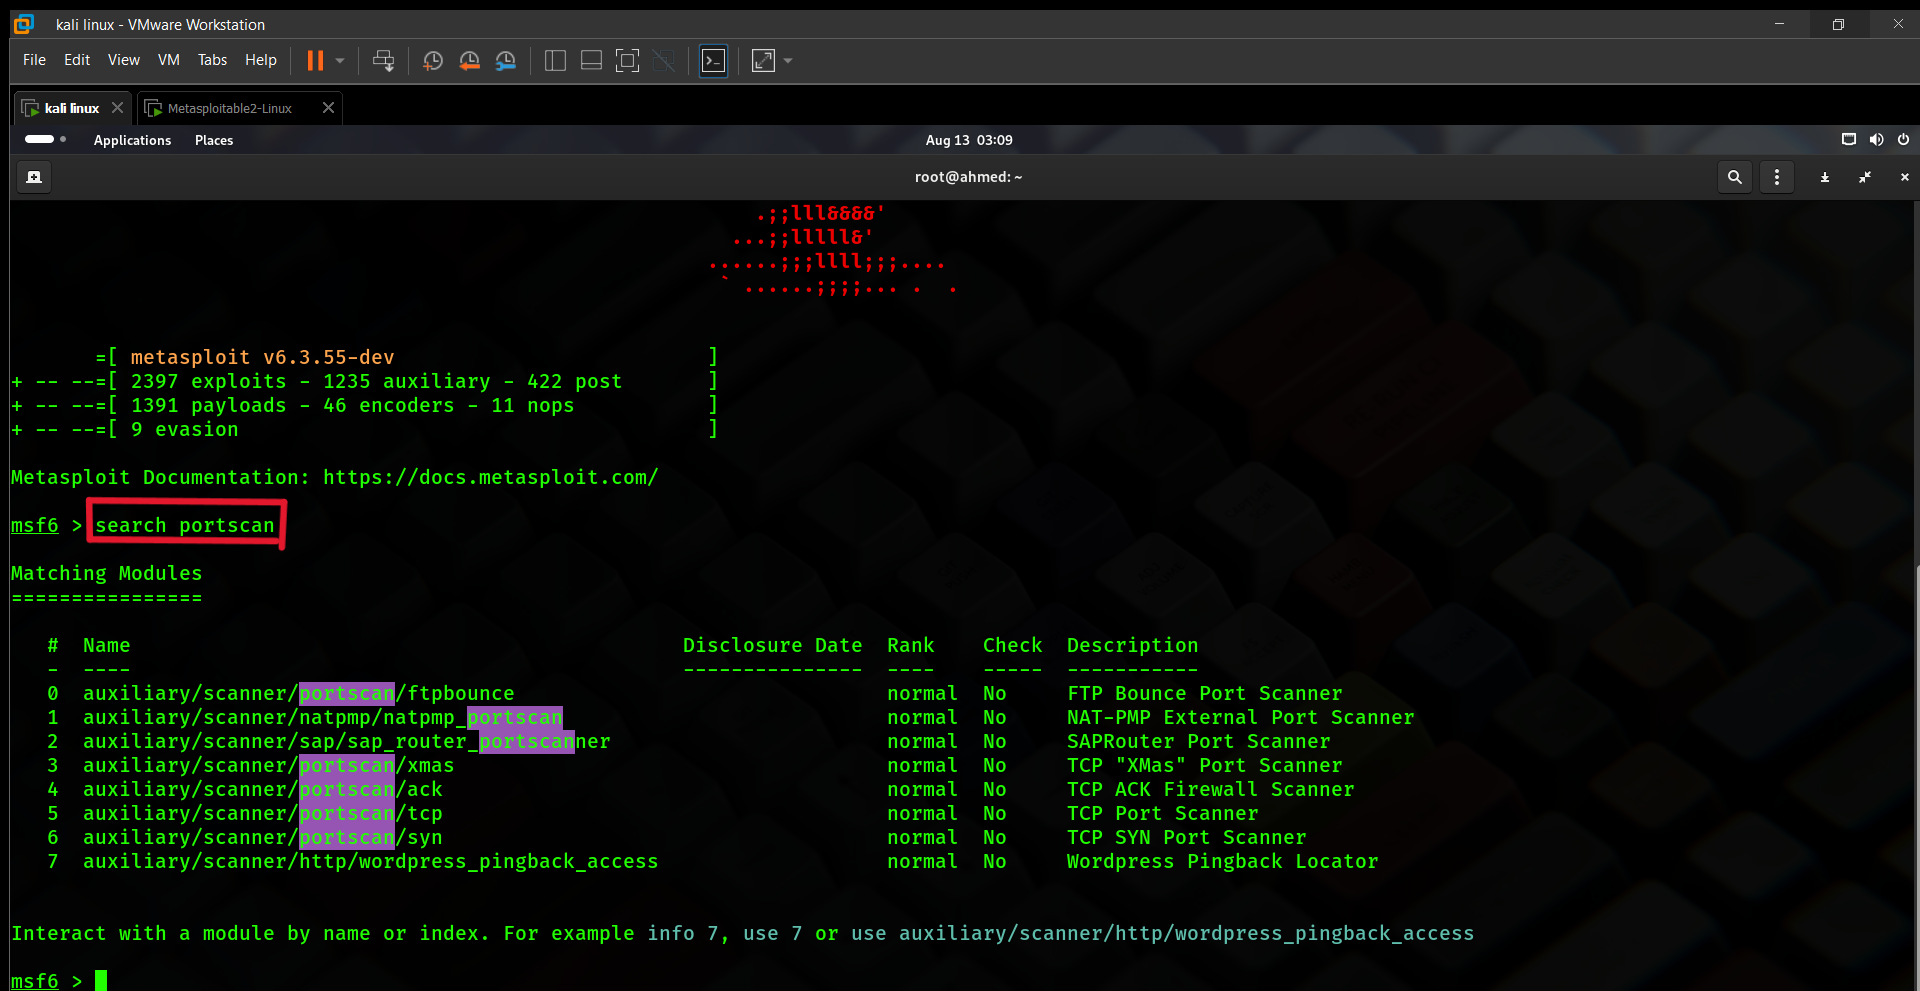 kali linux - VMware Workstation
File Edit View VM Tabs Help
kali linux Metasploitable2-Linux
Applications Places Aug 13 03:09
root@ahmed: ~
.;;lll&&&&'
...;;lllll&'
......;;;llll;;;....
` ......;;;;... . .
=[ metasploit v6.3.55-dev ]
+ -- --=[ 2397 exploits - 1235 auxiliary - 422 post ]
+ -- --=[ 1391 payloads - 46 encoders - 11 nops ]
+ -- --=[ 9 evasion ]
Metasploit Documentation: https://docs.metasploit.com/
msf6 > search portscan
Matching Modules
================
# Name Disclosure Date Rank Check Description
- ---- --------------- ---- ----- -----------
0 auxiliary/scanner/portscan/ftpbounce normal No FTP Bounce Port Scanner
1 auxiliary/scanner/natpmp/natpmp_portscan normal No NAT-PMP External Port Scanner
2 auxiliary/scanner/sap/sap_router_portscanner normal No SAPRouter Port Scanner
3 auxiliary/scanner/portscan/xmas normal No TCP "XMas" Port Scanner
4 auxiliary/scanner/portscan/ack normal No TCP ACK Firewall Scanner
5 auxiliary/scanner/portscan/tcp normal No TCP Port Scanner
6 auxiliary/scanner/portscan/syn normal No TCP SYN Port Scanner
7 auxiliary/scanner/http/wordpress_pingback_access normal No Wordpress Pingback Locator
Interact with a module by name or index. For example info 7, use 7 or use auxiliary/scanner/http/wordpress_pingback_access
msf6 >